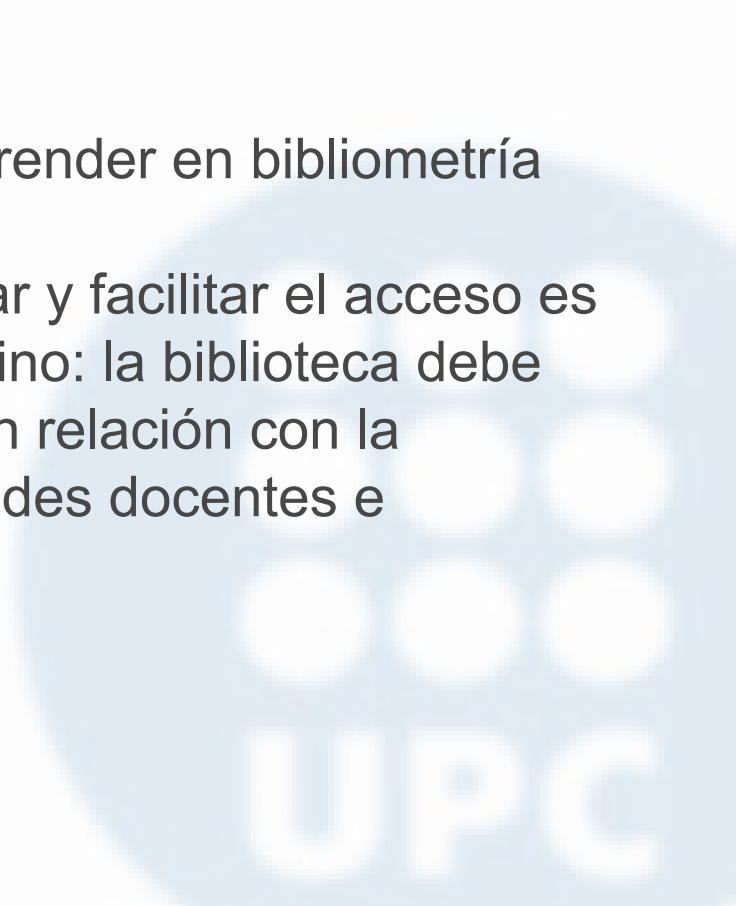 render en bibliometría
ar y facilitar el acceso es
ino: la biblioteca debe
n relación con la
des docentes e
UPC